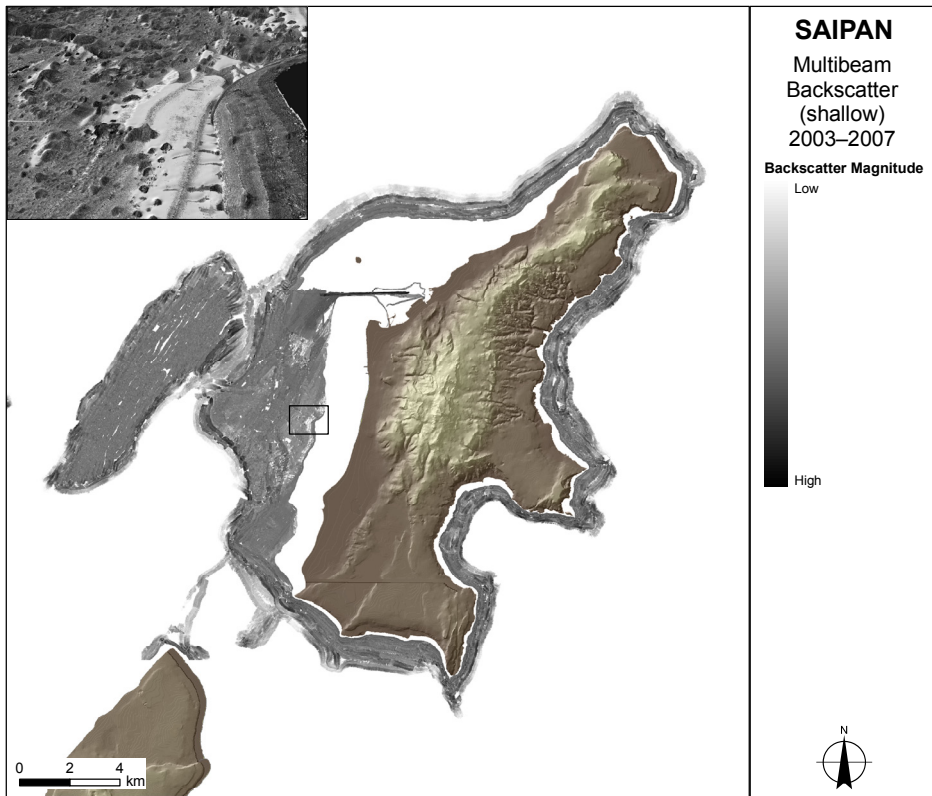 SAIPAN
Multibeam
Backscatter
(shallow)
2003–2007
Backscatter Magnitude
Low
High
N
0 2 4
km